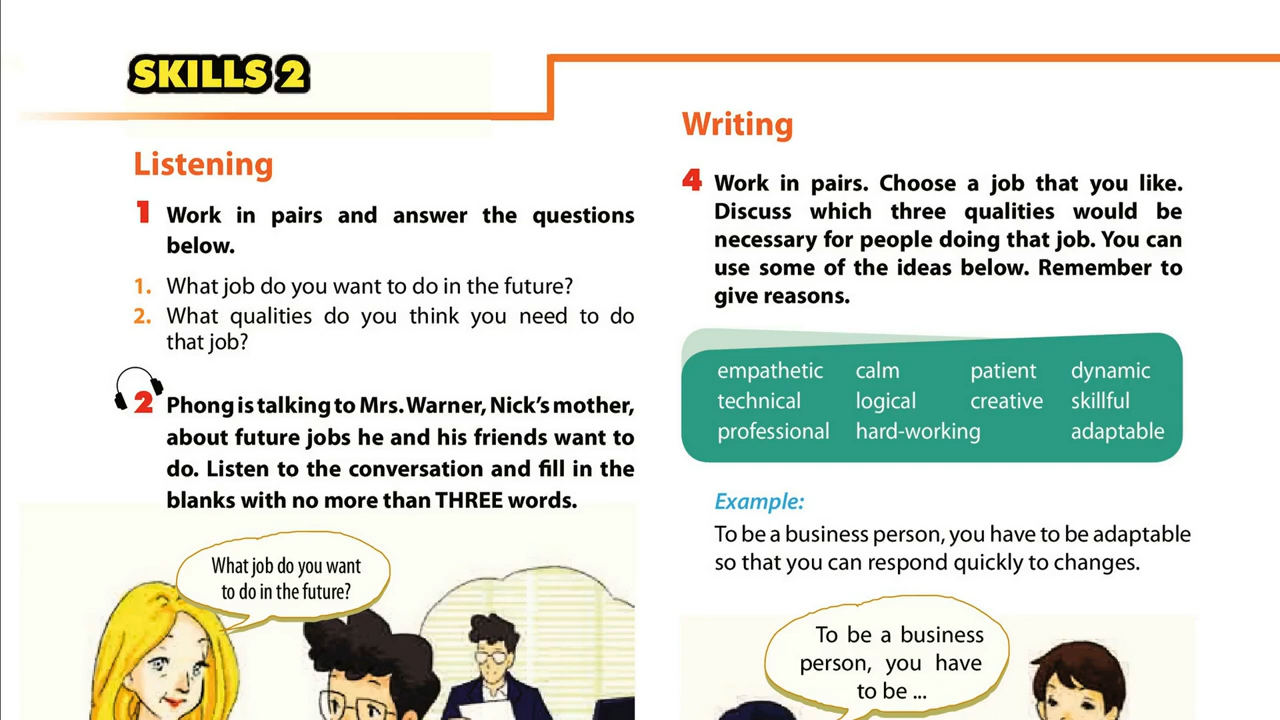 SKILLS 2
Listening
1 Work in pairs and answer the questions
below.
1. What job do you want to do in the future?
2. What qualities do you think you need to do
that job?
2 Phong is talking to Mrs. Warner, Nick's mother,
about future jobs he and his friends want to
do. Listen to the conversation and fill in the
blanks with no more than THREE words.
What job do you want
to do in the future?
Writing
4 Work in pairs. Choose a job that you like.
Discuss which three qualities would be
necessary for people doing that job. You can
use some of the ideas below. Remember to
give reasons.
empathetic calm patient dynamic
technical logical creative skillful
professional hard-working adaptable
Example:
To be a business person, you have to be adaptable
so that you can respond quickly to changes.
To be a business
person, you have
to be ...